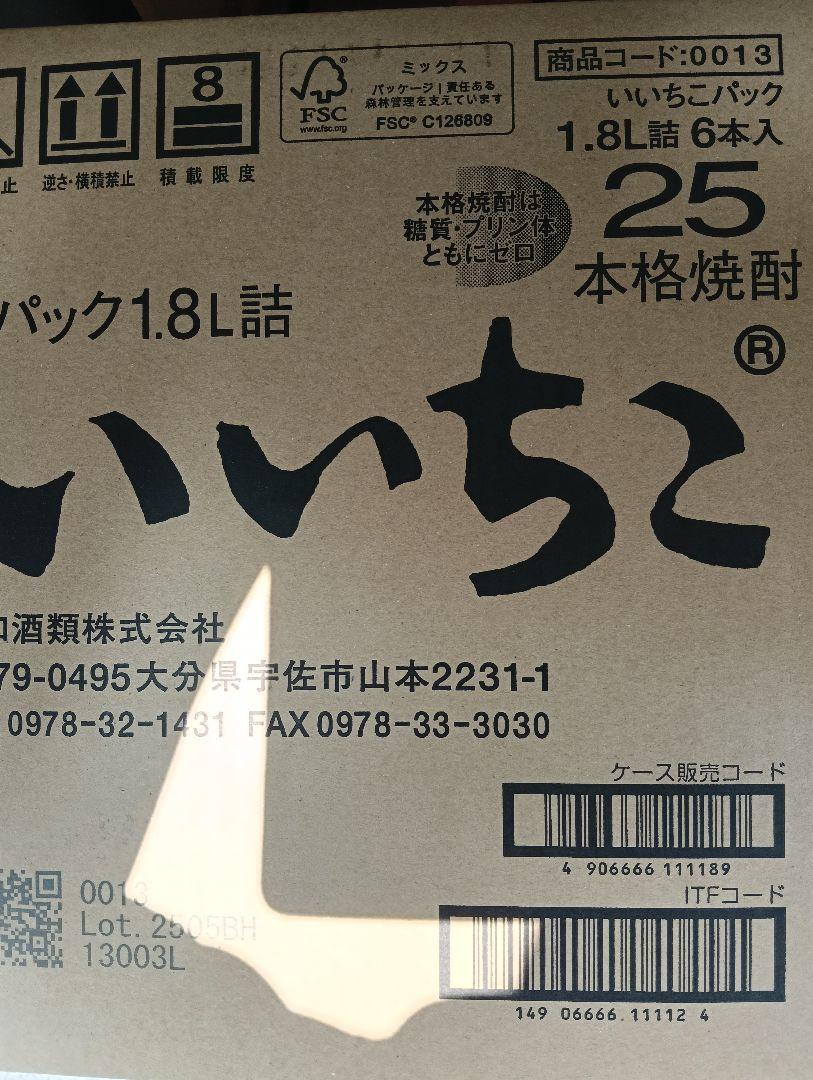 止
逆さ・横積禁止
8
積載限度
FSC®
www.fsc.org
ミックス
パッケージ|責任ある
森林管理を支えています
FSC® C126809
商品コード:0013
いいちこパック
1.8L詰 6本入
25
本格焼酎
本格焼酎は
糖質・プリン体
ともにゼロ
パック1.8L詰
いいちこ®
酒類株式会社
79-0495大分県宇佐市山本2231-1
0978-32-1431 FAX0978-33-3030
ケース販売コード
4 906666 111189
ITFコード
149 06666.11112 4
0013
Lot. 2505BH
13003L